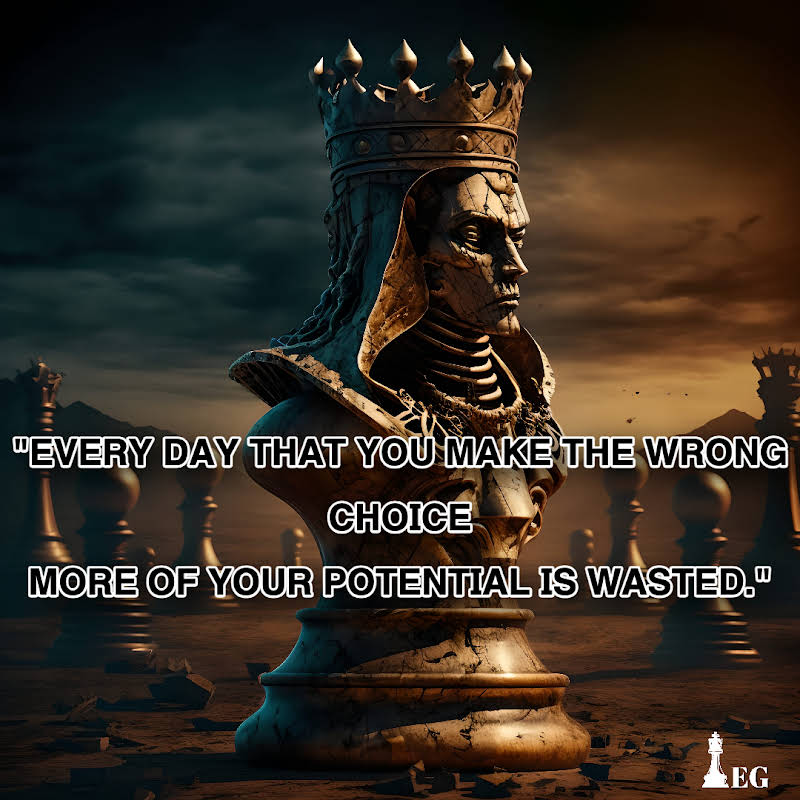 "EVERY DAY THAT YOU MAKE THE WRONG
CHOICE
MORE OF YOUR POTENTIAL IS WASTED."
EG